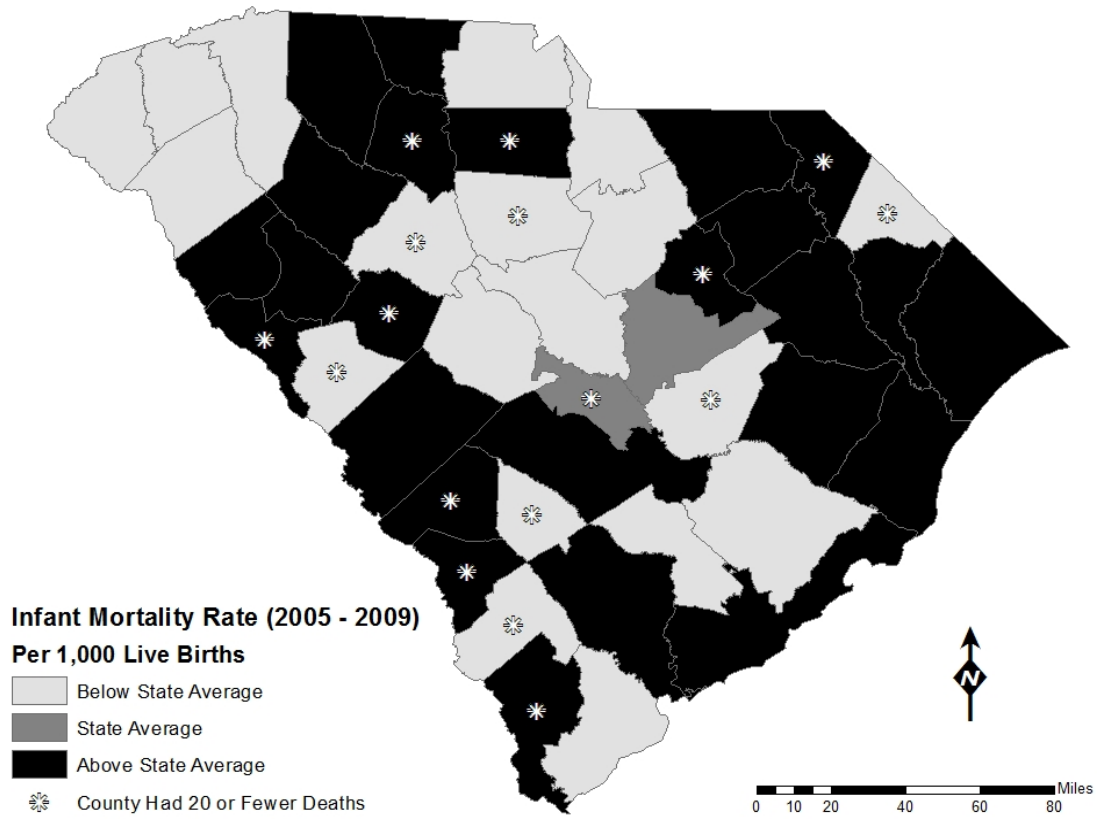 Infant Mortality Rate (2005 - 2009)
Per 1,000 Live Births
Below State Average
State Average
Above State Average
County Had 20 or Fewer Deaths
N
Miles
0 10 20 40 60 80